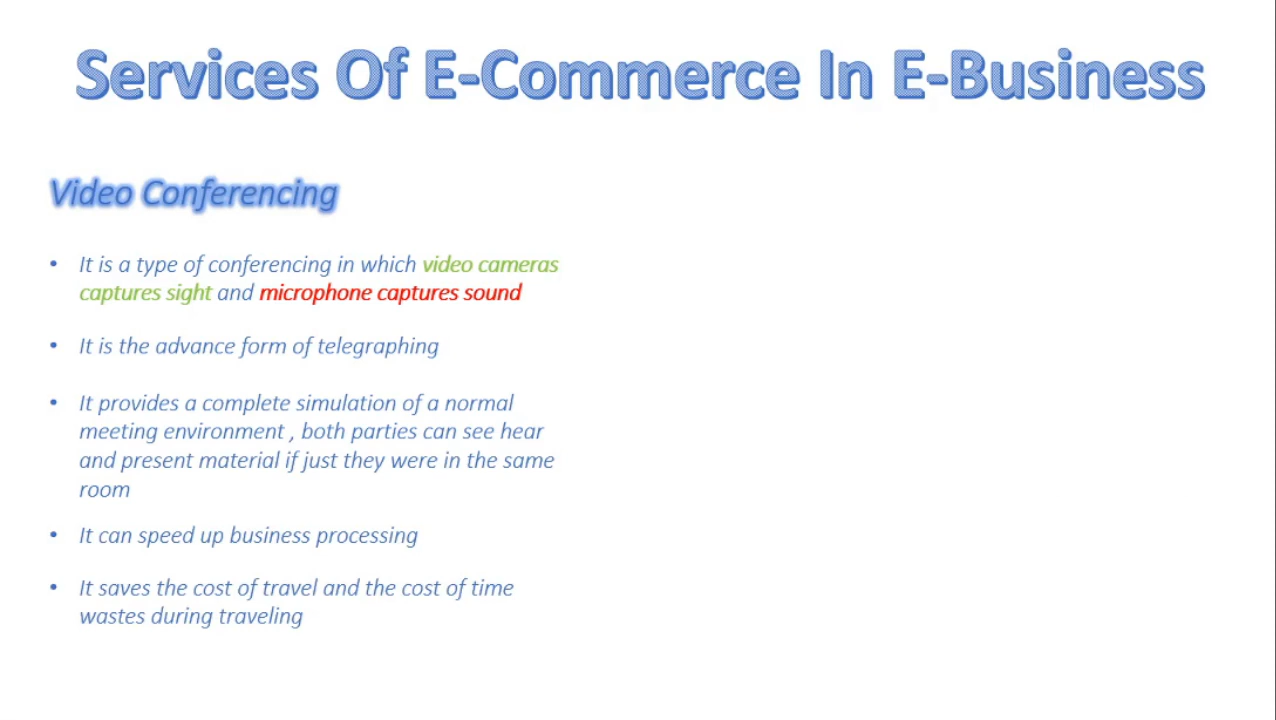 Services Of E-Commerce In E-Business
Video Conferencing
• It is a type of conferencing in which video cameras
captures sight and microphone captures sound
• It is the advance form of telegraphing
• It provides a complete simulation of a normal
meeting environment , both parties can see hear
and present material if just they were in the same
room
• It can speed up business processing
• It saves the cost of travel and the cost of time
wastes during traveling